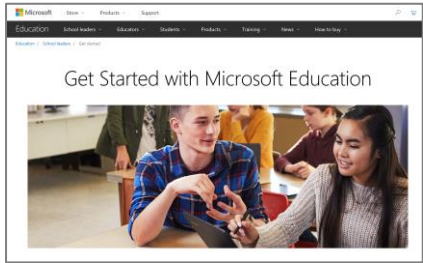 Microsoft Store Products Support
Education School leaders Educators Students Products Training News How to buy
Education / School leaders / Get started
Get Started with Microsoft Education